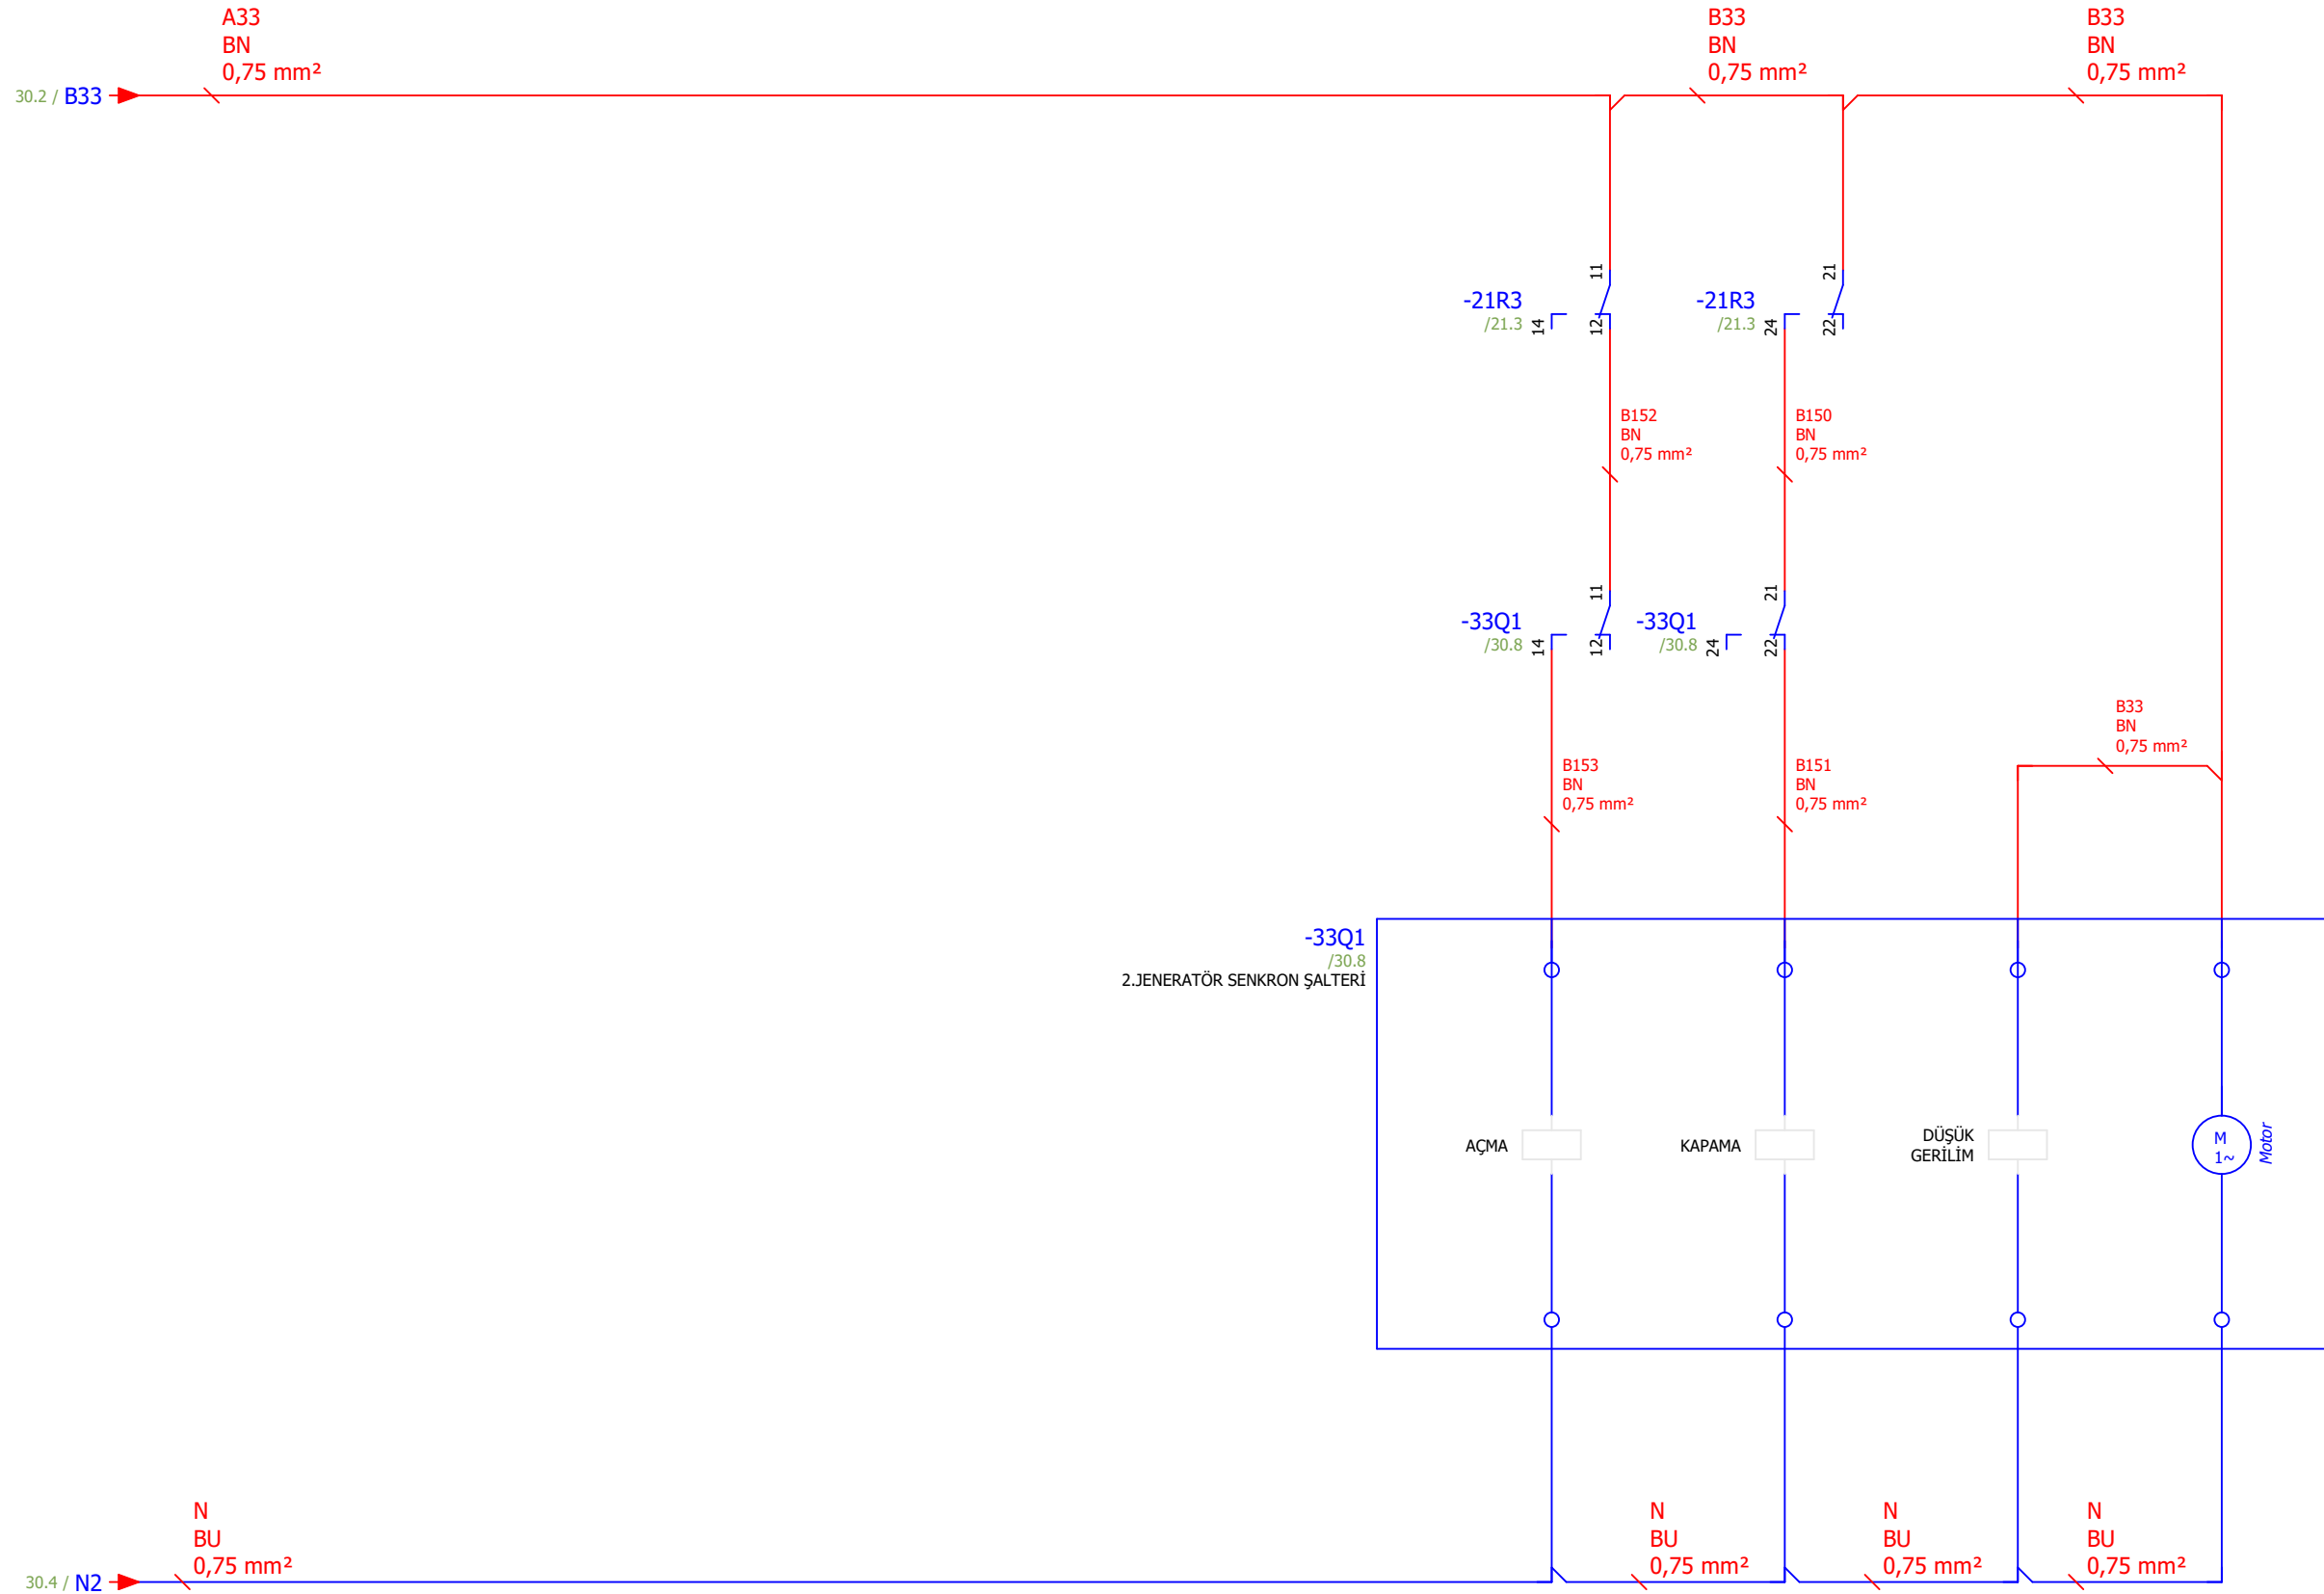 A33
BN
0,75 mm²
B33
BN
0,75 mm²
B33
BN
0,75 mm²
30.2 / B33
11
-21R3
/21.3
14
12
21
-21R3
/21.3
24
22
B152
BN
0,75 mm²
B150
BN
0,75 mm²
11
-33Q1
/30.8
14
12
21
-33Q1
/30.8
24
22
B33
BN
0,75 mm²
B153
BN
0,75 mm²
B151
BN
0,75 mm²
-33Q1
/30.8
2.JENERATÖR SENKRON ŞALTERİ
AÇMA
KAPAMA
DÜŞÜK
GERİLİM
M
1~
Motor
N
BU
0,75 mm²
N
BU
0,75 mm²
N
BU
0,75 mm²
N
BU
0,75 mm²
30.4 / N2